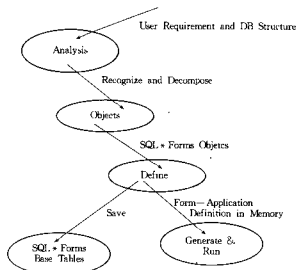 User Requirement and DB Structure
Analysis
Recognize and Decompose
Objects
SQL * Forms Objetcs
Define
Form—Application
Definition in Memory
Save
SQL * Forms
Base Tables
Generate &
Run